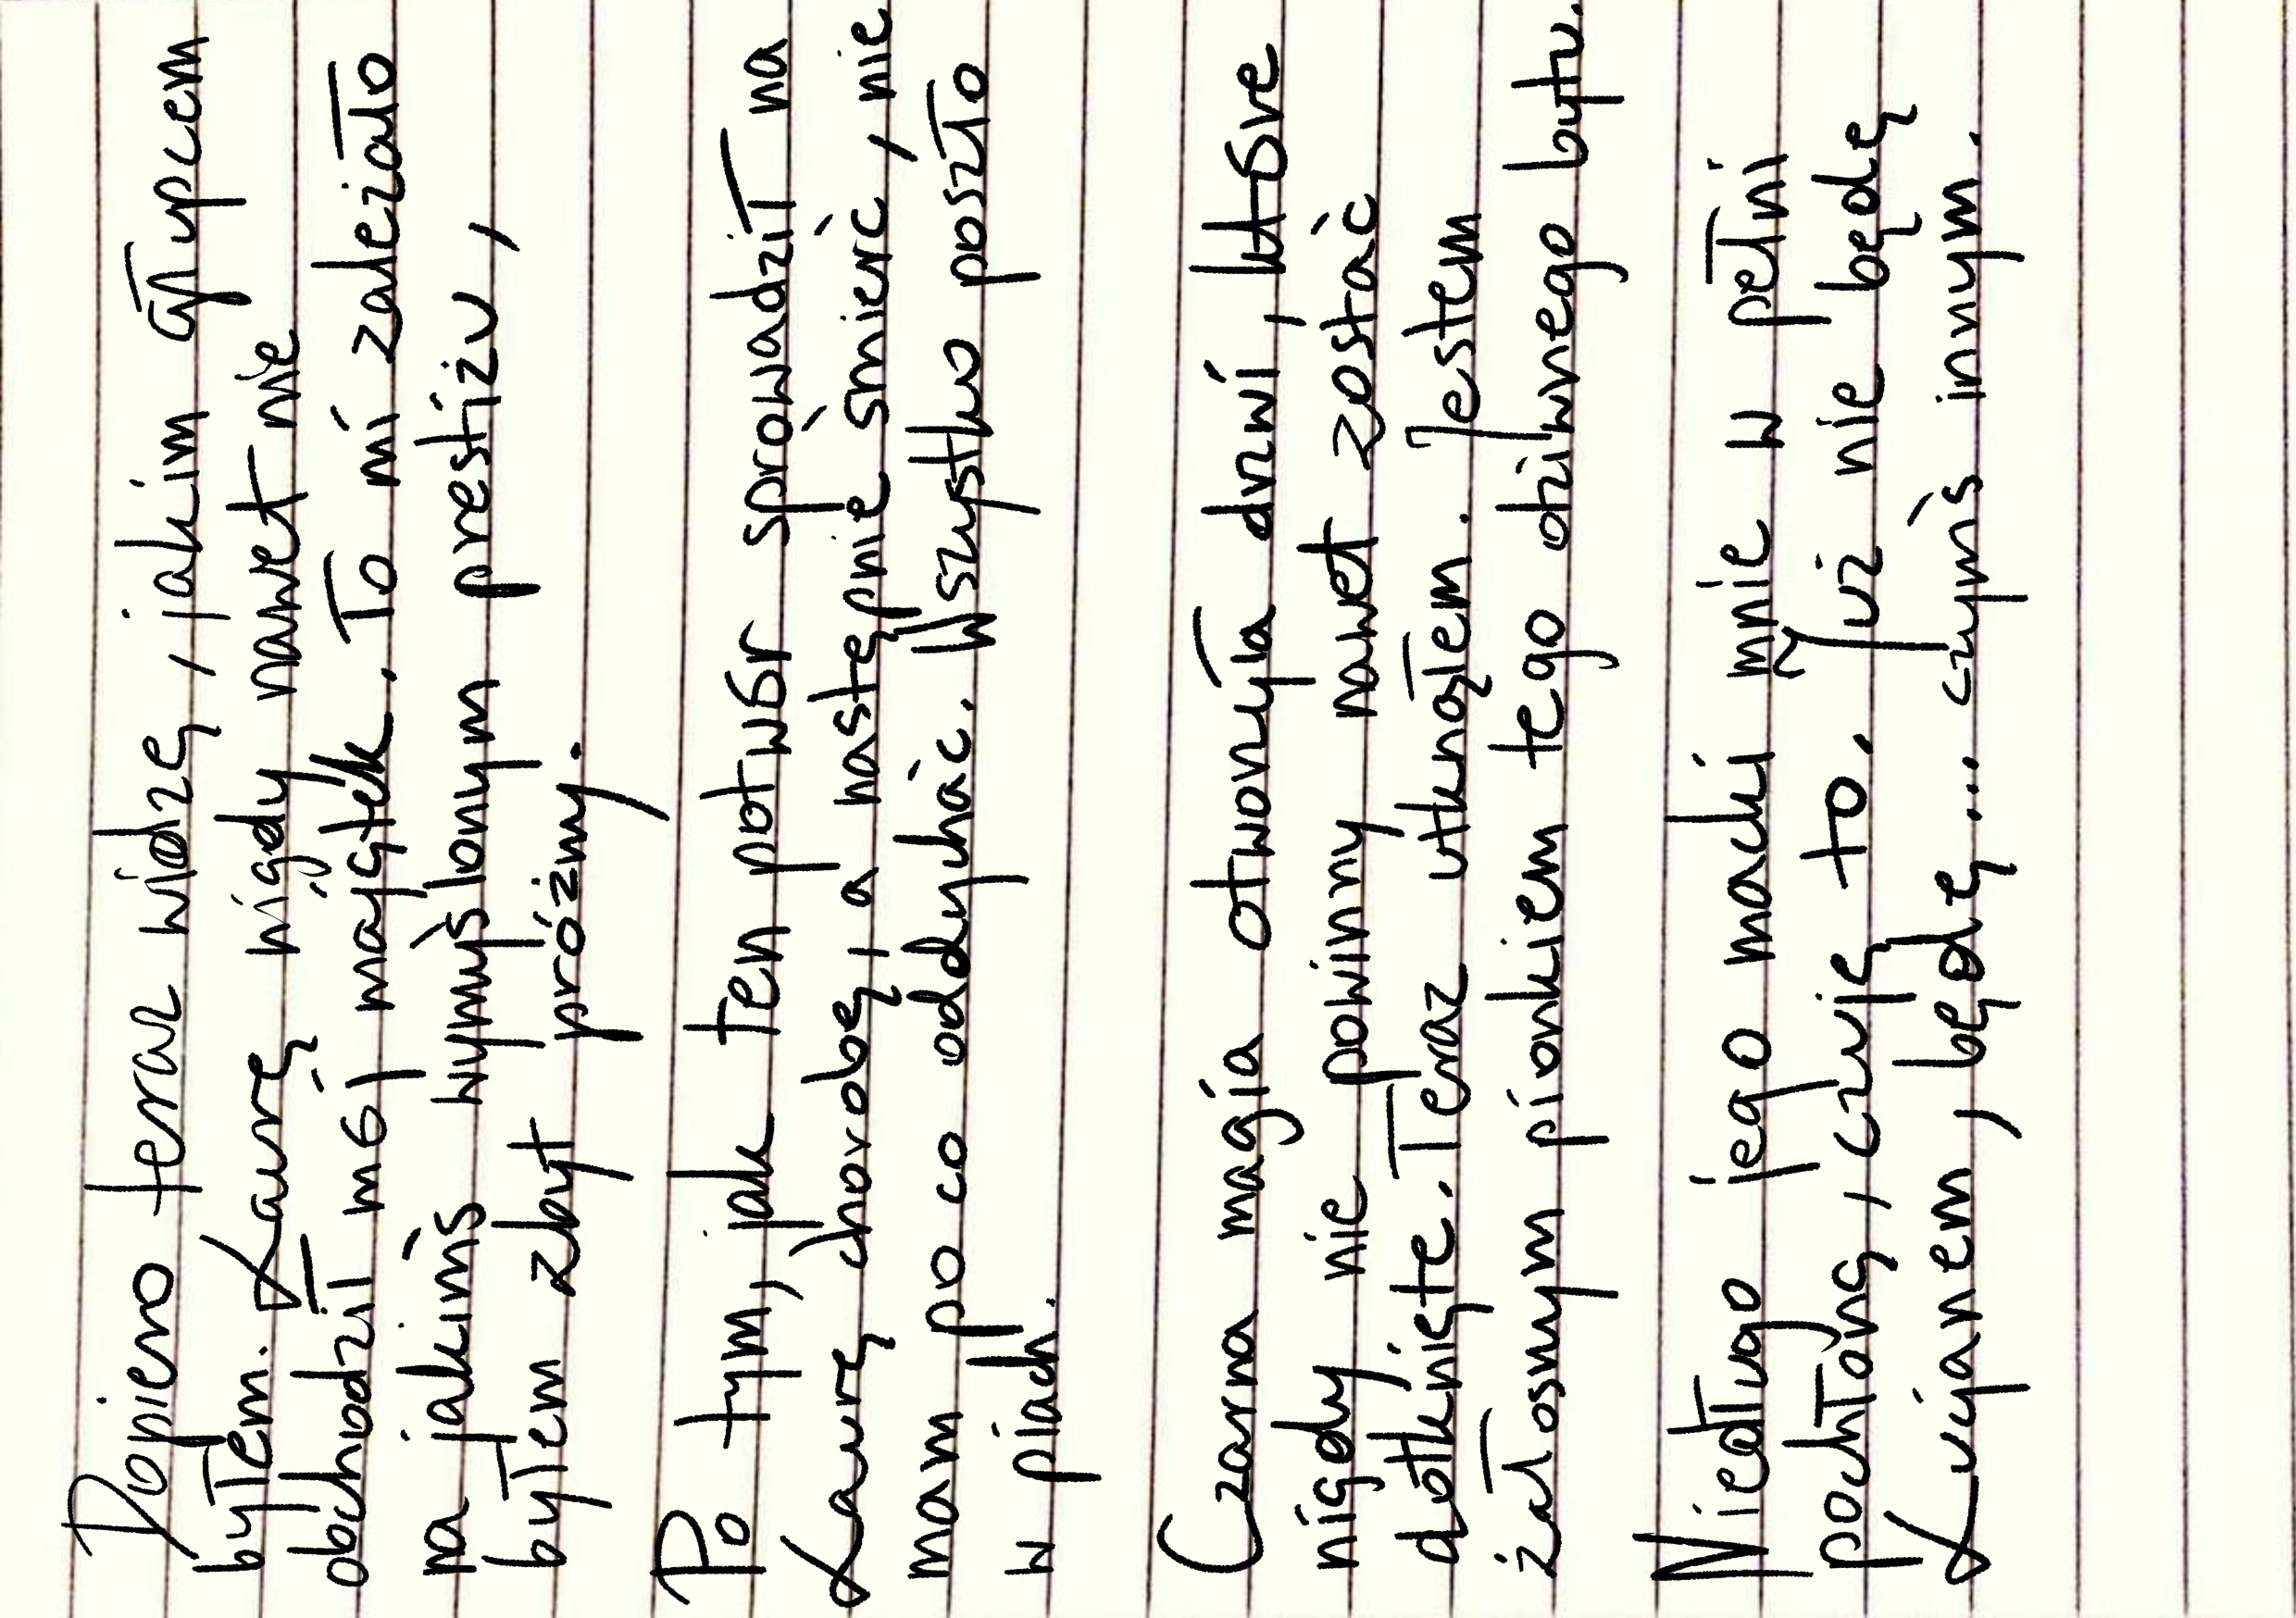 Dopiero teraz widzę, jakim głupcem
byłem. Laurę nigdy nawet nie
obchodził mój majątek. To mi zależało
na jakimś wymyślonym prestiżu,
byłem zbyt próżny.
Po tym, jak ten potwór sprowadził na
Laurę chorobę, a następnie śmierć, nie
mam po co oddychać. Wszystko poszło
w piach.
Czarna magia otworzyła drzwi, które
nigdy nie powinny nawet zostać
dotknięte. Teraz utknąłem. Jestem
żałosnym pionkiem tego dziwnego bytu.
Niedługo jego macki mnie w pełni
pochłoną, czuję to. Już nie będę
Lucjanem, będę... czymś innym.